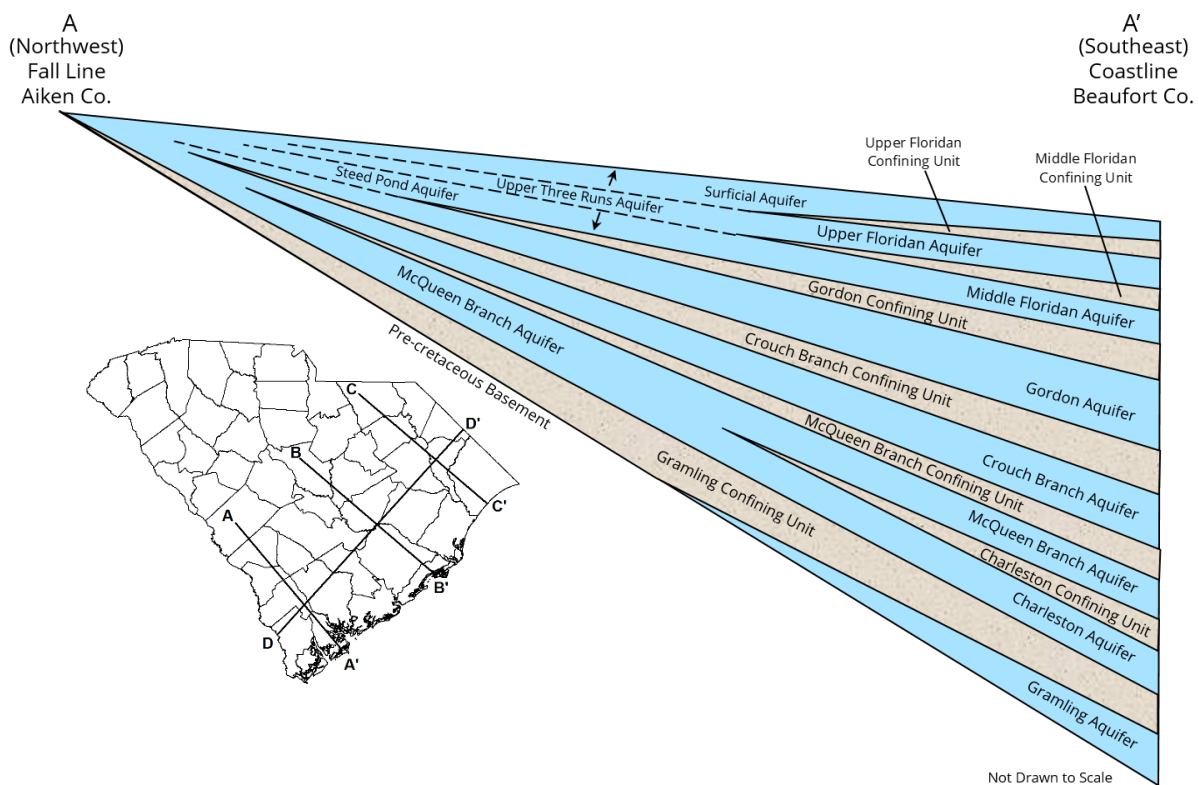 A
(Northwest)
Fall Line
Aiken Co.
A’
(Southeast)
Coastline
Beaufort Co.
Upper Floridan
Confining Unit
Middle Floridan
Confining Unit
Steed Pond Aquifer
Upper Three Runs Aquifer
Surficial Aquifer
Upper Floridan Aquifer
Middle Floridan Aquifer
Gordon Confining Unit
Gordon Aquifer
Crouch Branch Confining Unit
Crouch Branch Aquifer
McQueen Branch Aquifer
McQueen Branch Confining Unit
McQueen Branch Aquifer
Pre-cretaceous Basement
Charleston Confining Unit
Charleston Aquifer
Gramling Confining Unit
Gramling Aquifer
C
D'
B
C'
A
B'
D
A'
Not Drawn to Scale